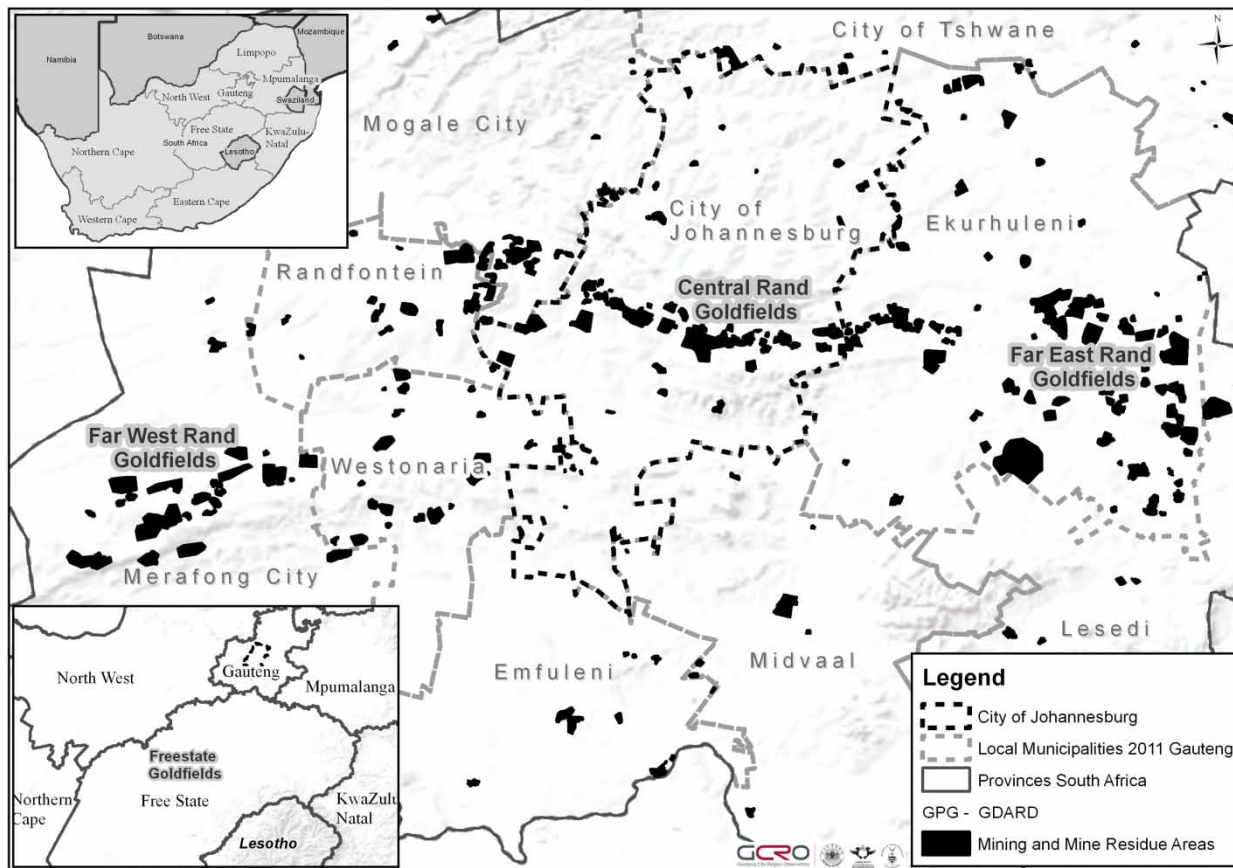 Namibia
Botswana
Mozambique
Limpopo
Mpumalanga
North West
Gauteng
Swaziland
Free State
KwaZulu-
Natal
South Africa
Lesotho
Northern Cape
Eastern Cape
Western Cape
N
City of Tshwane
Mogale City
City of
Johannesburg
Ekurhuleni
Randfontein
Central Rand
Goldfields
Far East Rand
Goldfields
Far West Rand
Goldfields
Westonaria
Merafong City
Emfuleni
Midvaal
Lesedi
North West
Gauteng
Mpumalanga
Freestate
Goldfields
Free State
Northern
Cape
KwaZulu-
Natal
Lesotho
Legend
City of Johannesburg
Local Municipalities 2011 Gauteng
Provinces South Africa
GPG - GDARD
Mining and Mine Residue Areas
GCRO
Gauteng City-Region Observatory